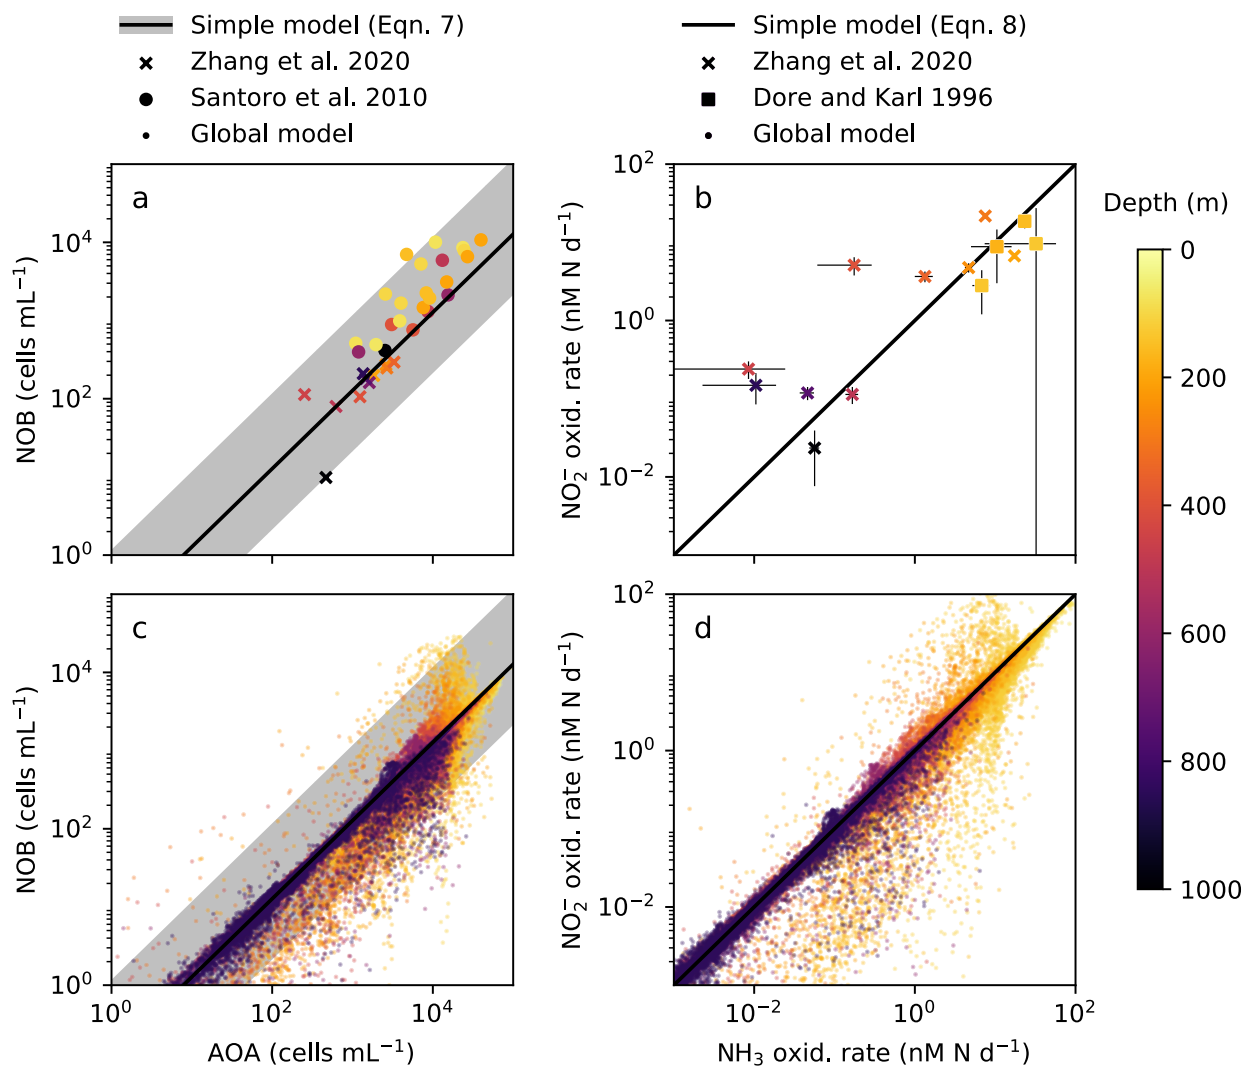 Simple model (Eqn. 7)
Zhang et al. 2020
Santoro et al. 2010
Global model
Simple model (Eqn. 8)
Zhang et al. 2020
Dore and Karl 1996
Global model
a
10⁴
10²
10⁰
NOB (cells mL⁻¹)
b
10²
10⁰
10⁻²
NO₂⁻ oxid. rate (nM N d⁻¹)
Depth (m)
0
200
400
600
800
1000
c
10⁴
10²
10⁰
NOB (cells mL⁻¹)
10⁰
10²
10⁴
AOA (cells mL⁻¹)
d
10²
10⁰
10⁻²
NO₂⁻ oxid. rate (nM N d⁻¹)
10⁻²
10⁰
10²
NH₃ oxid. rate (nM N d⁻¹)